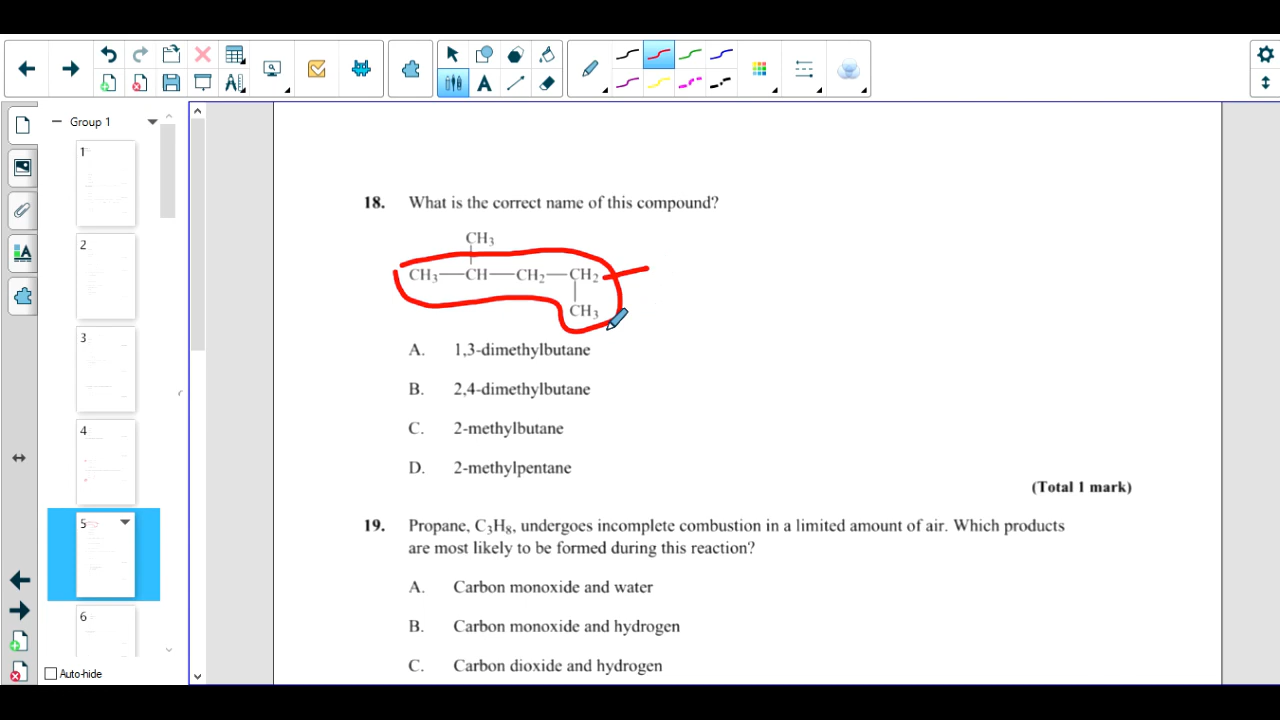 Group 1
1
2
3
4
5
6
Auto-hide
18. What is the correct name of this compound?
CH₃
CH₃—CH—CH₂—CH₂
CH₃
A. 1,3-dimethylbutane
B. 2,4-dimethylbutane
C. 2-methylbutane
D. 2-methylpentane
(Total 1 mark)
19. Propane, C₃H₈, undergoes incomplete combustion in a limited amount of air. Which products
are most likely to be formed during this reaction?
A. Carbon monoxide and water
B. Carbon monoxide and hydrogen
C. Carbon dioxide and hydrogen